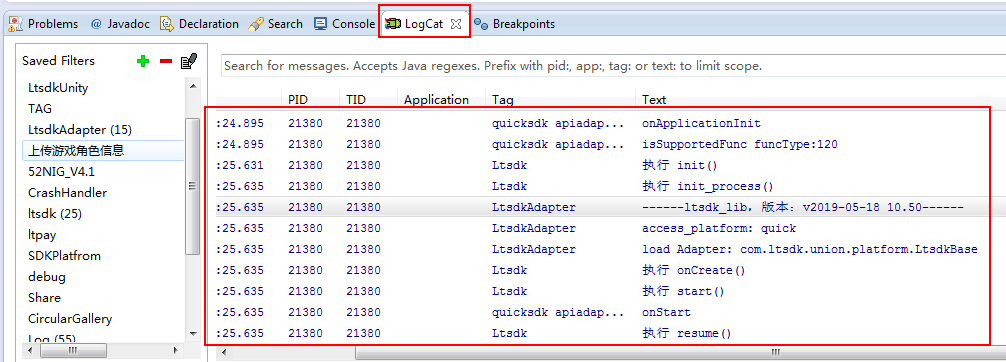 Problems @ Javadoc Declaration Search Console LogCat Breakpoints
Saved Filters
LtsdkUnity
TAG
LtsdkAdapter (15)
上传游戏角色信息
52NIG_V4.1
CrashHandler
ltsdk (25)
ltpay
SDKPlatfrom
debug
Share
CircularGallery
Log (55)
Search for messages. Accepts Java regexes. Prefix with pid:, app:, tag: or text: to limit scope.
PID TID Application Tag Text
:24.895 21380 21380 quicksdk apiadap... onApplicationInit
:24.895 21380 21380 quicksdk apiadap... isSupportedFunc funcType:120
:25.631 21380 21380 Ltsdk 执行 init()
:25.635 21380 21380 Ltsdk 执行 init_process()
:25.635 21380 21380 LtsdkAdapter ------ltsdk_lib, 版本: v2019-05-18 10.50------
:25.635 21380 21380 LtsdkAdapter access_platform: quick
:25.635 21380 21380 LtsdkAdapter load Adapter: com.ltsdk.union.platform.LtsdkBase
:25.635 21380 21380 Ltsdk 执行 onCreate()
:25.635 21380 21380 Ltsdk 执行 start()
:25.635 21380 21380 quicksdk apiadap... onStart
:25.635 21380 21380 Ltsdk 执行 resume()